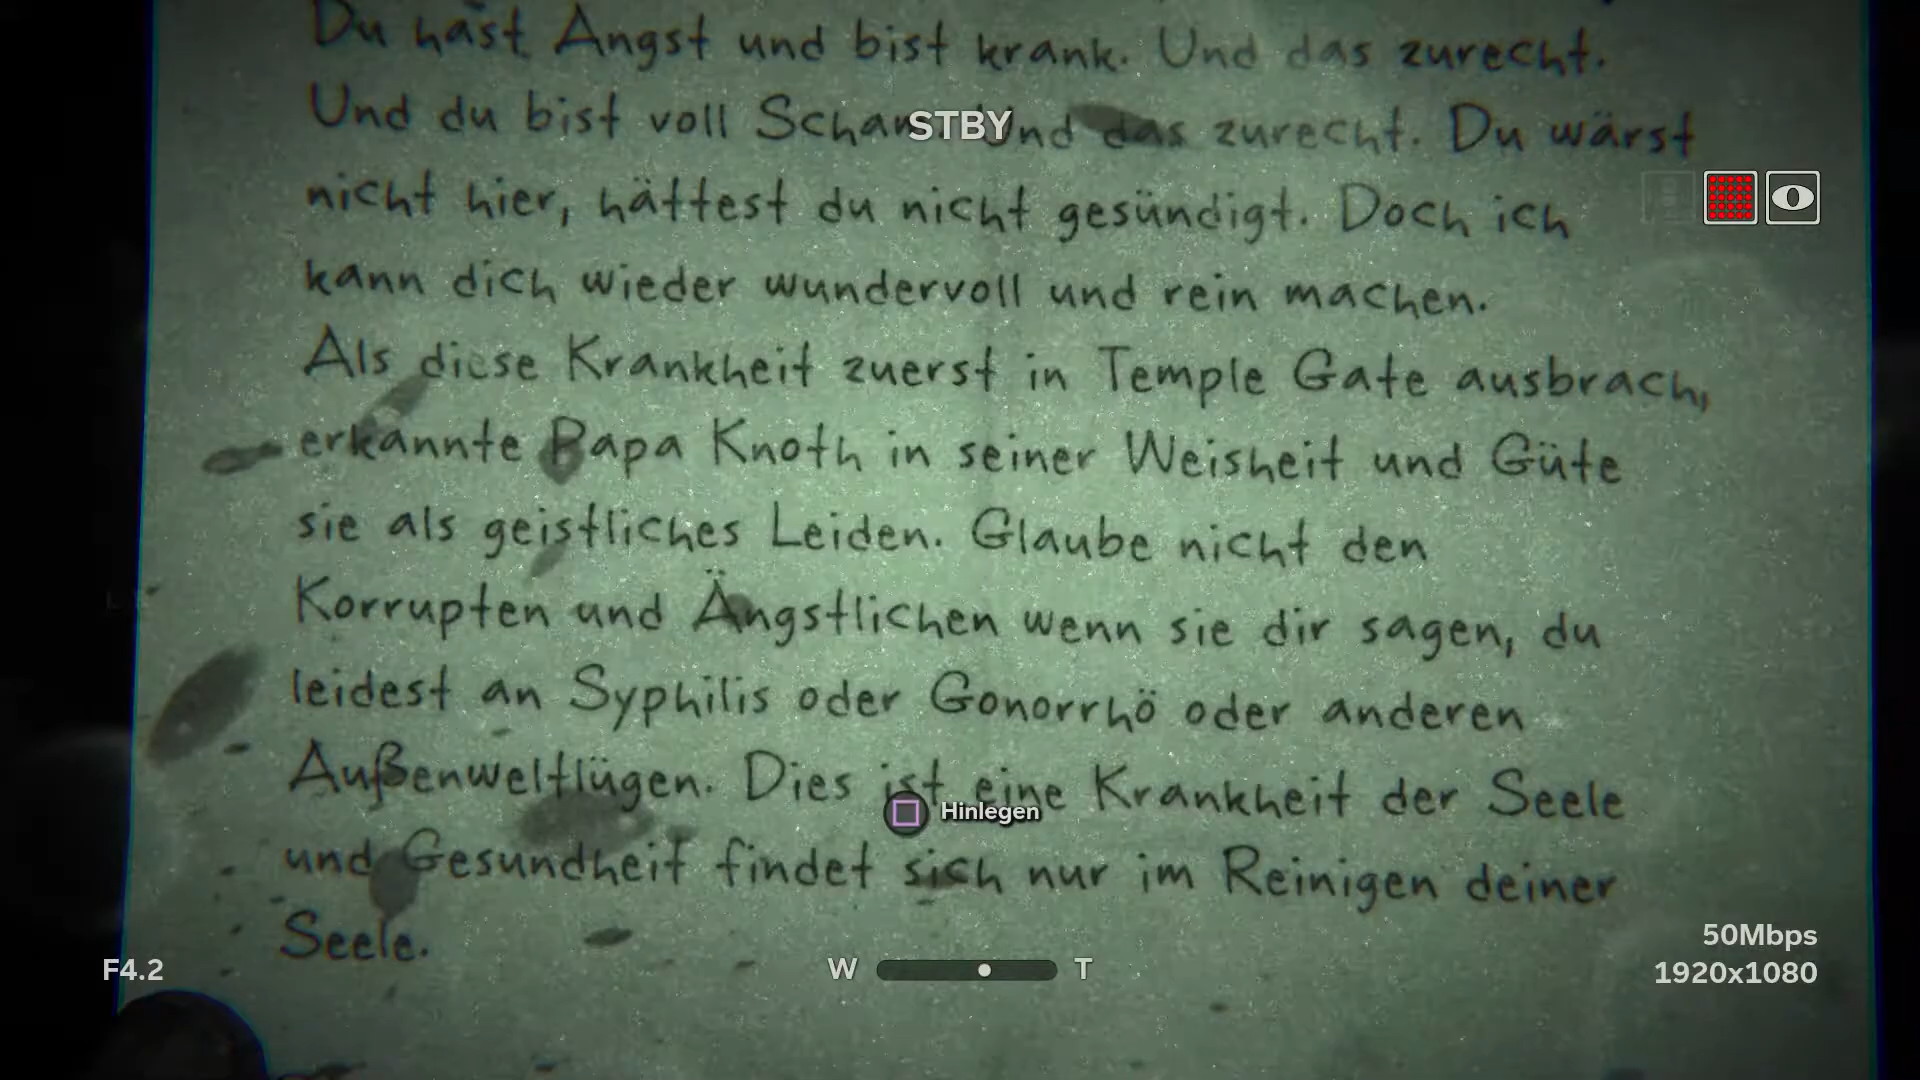 Du hast Angst und bist krank. Und das zurecht.
Und du bist voll Scham. Und das zurecht. Du wärst
STBY
nicht hier, hättest du nicht gesündigt. Doch ich
kann dich wieder wundervoll und rein machen.
Als diese Krankheit zuerst in Temple Gate ausbrach,
erkannte Papa Knoth in seiner Weisheit und Güte
sie als geistliches Leiden. Glaube nicht den
Korrupten und Ängstlichen wenn sie dir sagen, du
leidest an Syphilis oder Gonorrhö oder anderen
Außenweltlügen. Dies ist eine Krankheit der Seele
Hinlegen
und Gesundheit findet sich nur im Reinigen deiner
Seele.
F4.2
W T
50Mbps
1920x1080